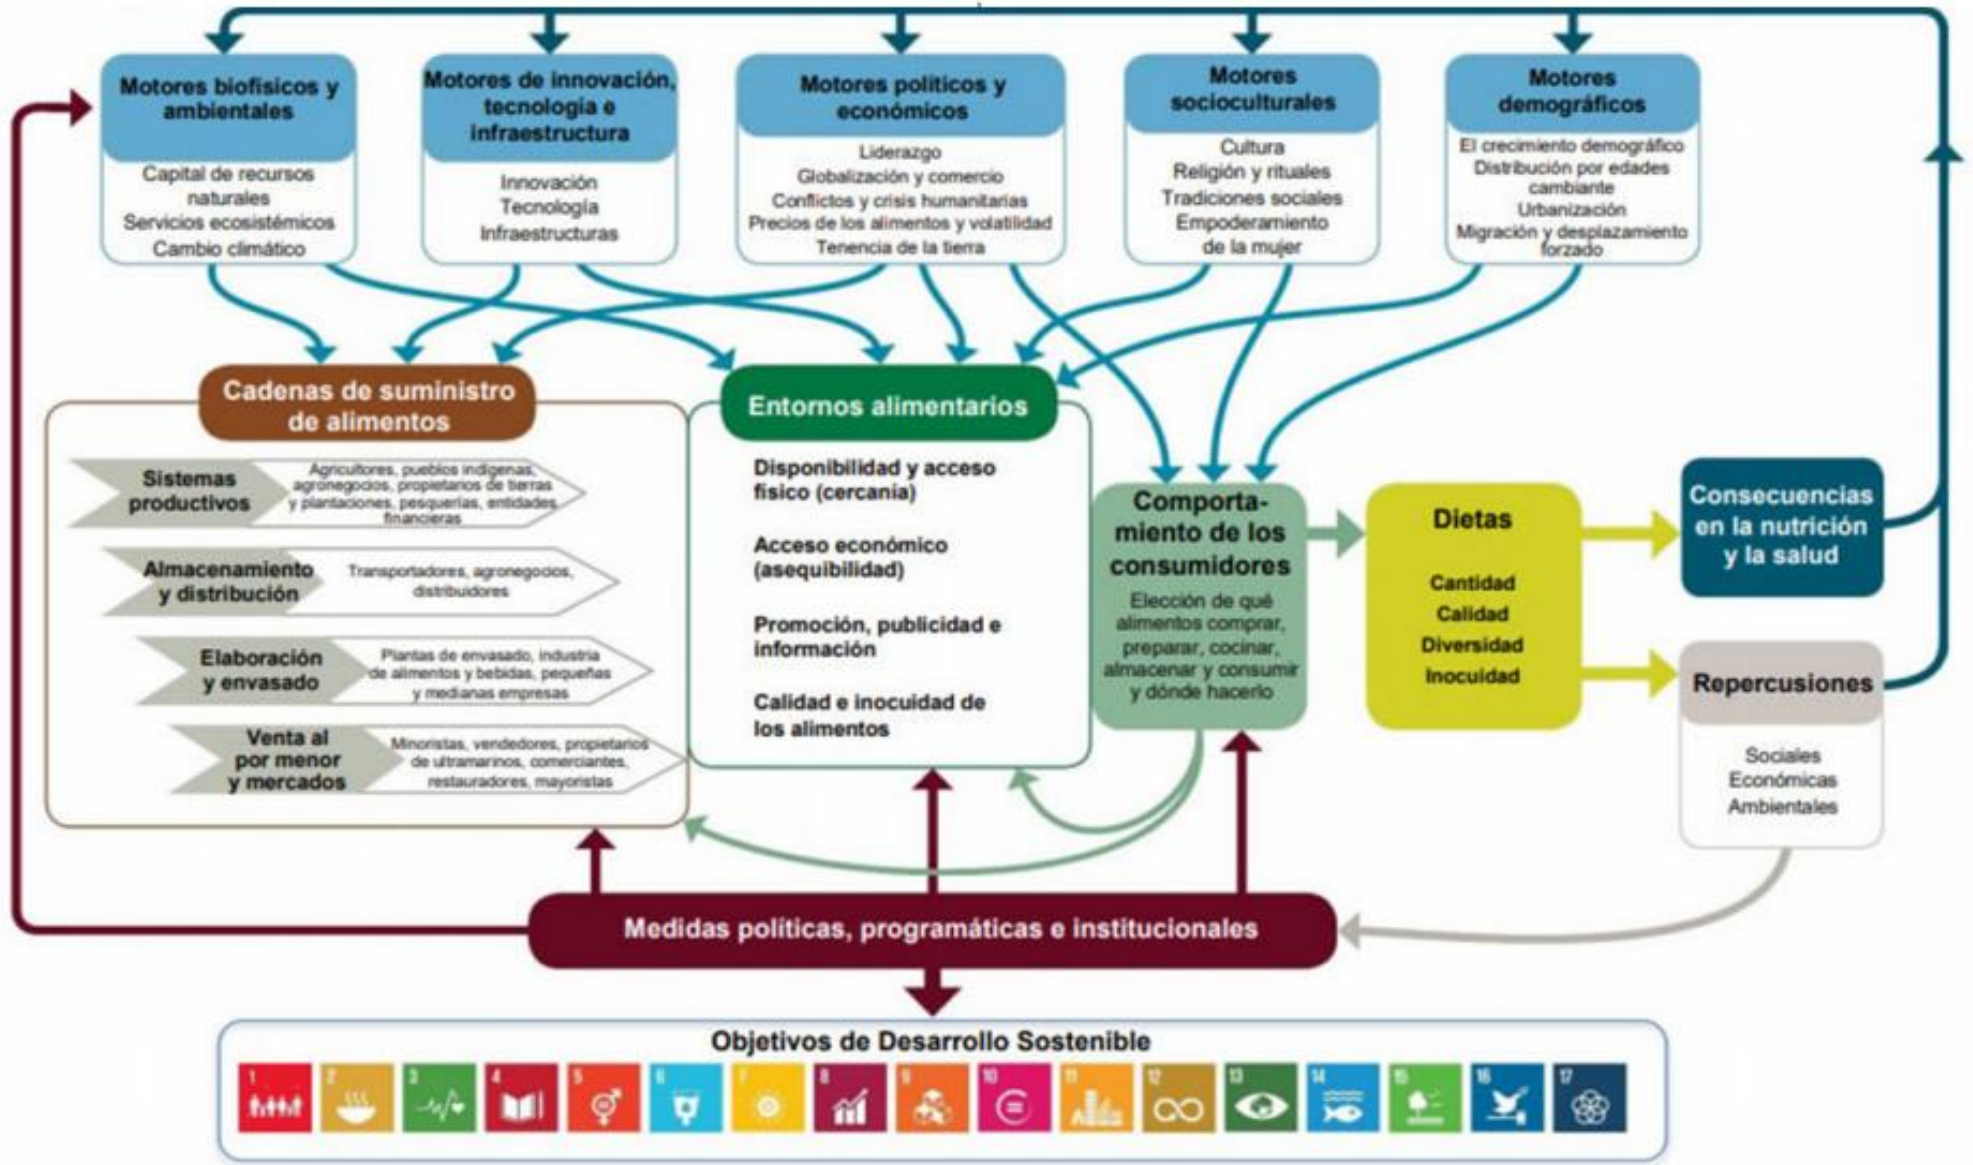 Motores biofísicos y
ambientales
Capital de recursos
naturales
Servicios ecosistémicos
Cambio climático
Motores de innovación,
tecnología e
infraestructura
Innovación
Tecnología
Infraestructuras
Motores políticos y
económicos
Liderazgo
Globalización y comercio
Conflictos y crisis humanitarias
Precios de los alimentos y volatilidad
Tenencia de la tierra
Motores
socioculturales
Cultura
Religión y rituales
Tradiciones sociales
Empoderamiento
de la mujer
Motores
demográficos
El crecimiento demográfico
Distribución por edades
cambiante
Urbanización
Migración y desplazamiento
forzado
Cadenas de suministro
de alimentos
Sistemas
productivos
Agricultores, pueblos indígenas,
agronegocios, propietarios de tierras
y plantaciones, pesquerías, entidades
financieras
Almacenamiento
y distribución
Transportadores, agronegocios,
distribuidores
Elaboración
y envasado
Plantas de envasado, industria
de alimentos y bebidas, pequeñas
y medianas empresas
Venta al
por menor
y mercados
Minoristas, vendedores, propietarios
de ultramarinos, comerciantes,
restauradores, mayoristas
Entornos alimentarios
Disponibilidad y acceso
físico (cercanía)
Acceso económico
(asequibilidad)
Promoción, publicidad e
información
Calidad e inocuidad de
los alimentos
Comporta-
miento de los
consumidores
Elección de qué
alimentos comprar,
preparar, cocinar,
almacenar y consumir
y dónde hacerlo
Dietas
Cantidad
Calidad
Diversidad
Inocuidad
Consecuencias
en la nutrición
y la salud
Repercusiones
Sociales
Económicas
Ambientales
Medidas políticas, programáticas e institucionales
Objetivos de Desarrollo Sostenible
1 2 3 4 5 6 7 8 9 10 11 12 13 14 15 16 17